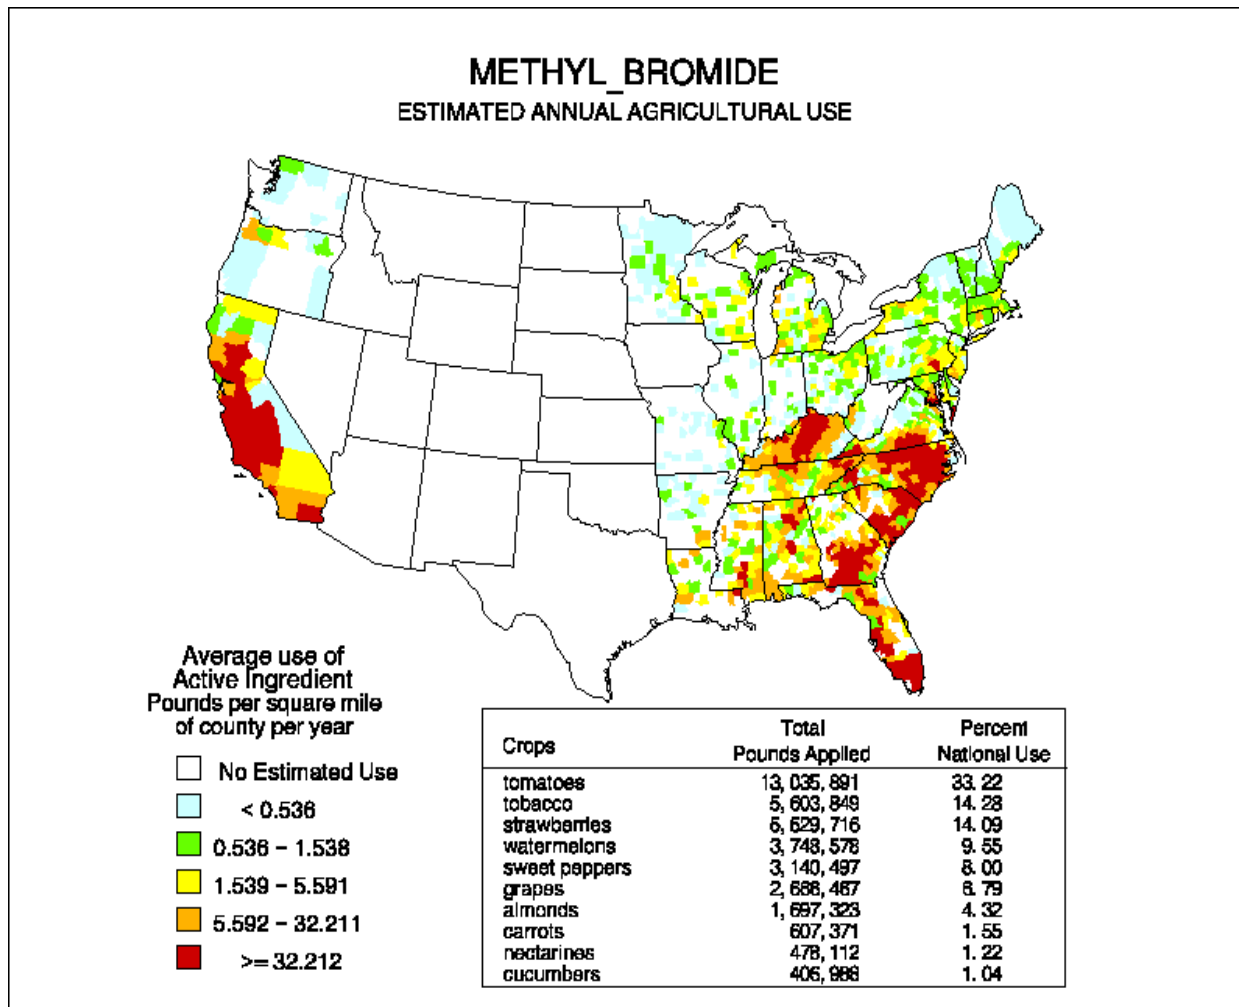 METHYL_BROMIDE
ESTIMATED ANNUAL AGRICULTURAL USE
Average use of
Active Ingredient
Pounds per square mile
of county per year
No Estimated Use
< 0.536
0.536 - 1.538
1.539 - 5.591
5.592 - 32.211
>= 32.212
Crops Total Pounds Applied Percent National Use
tomatoes 13,035,891 33.22
tobacco 5,603,849 14.28
strawberries 5,529,716 14.09
watermelons 3,748,578 9.55
sweet peppers 3,140,497 8.00
grapes 6.79
almonds 1,697,323 4.32
carrots 607,371 1.55
nectarines 478,112 1.22
cucumbers 1.04